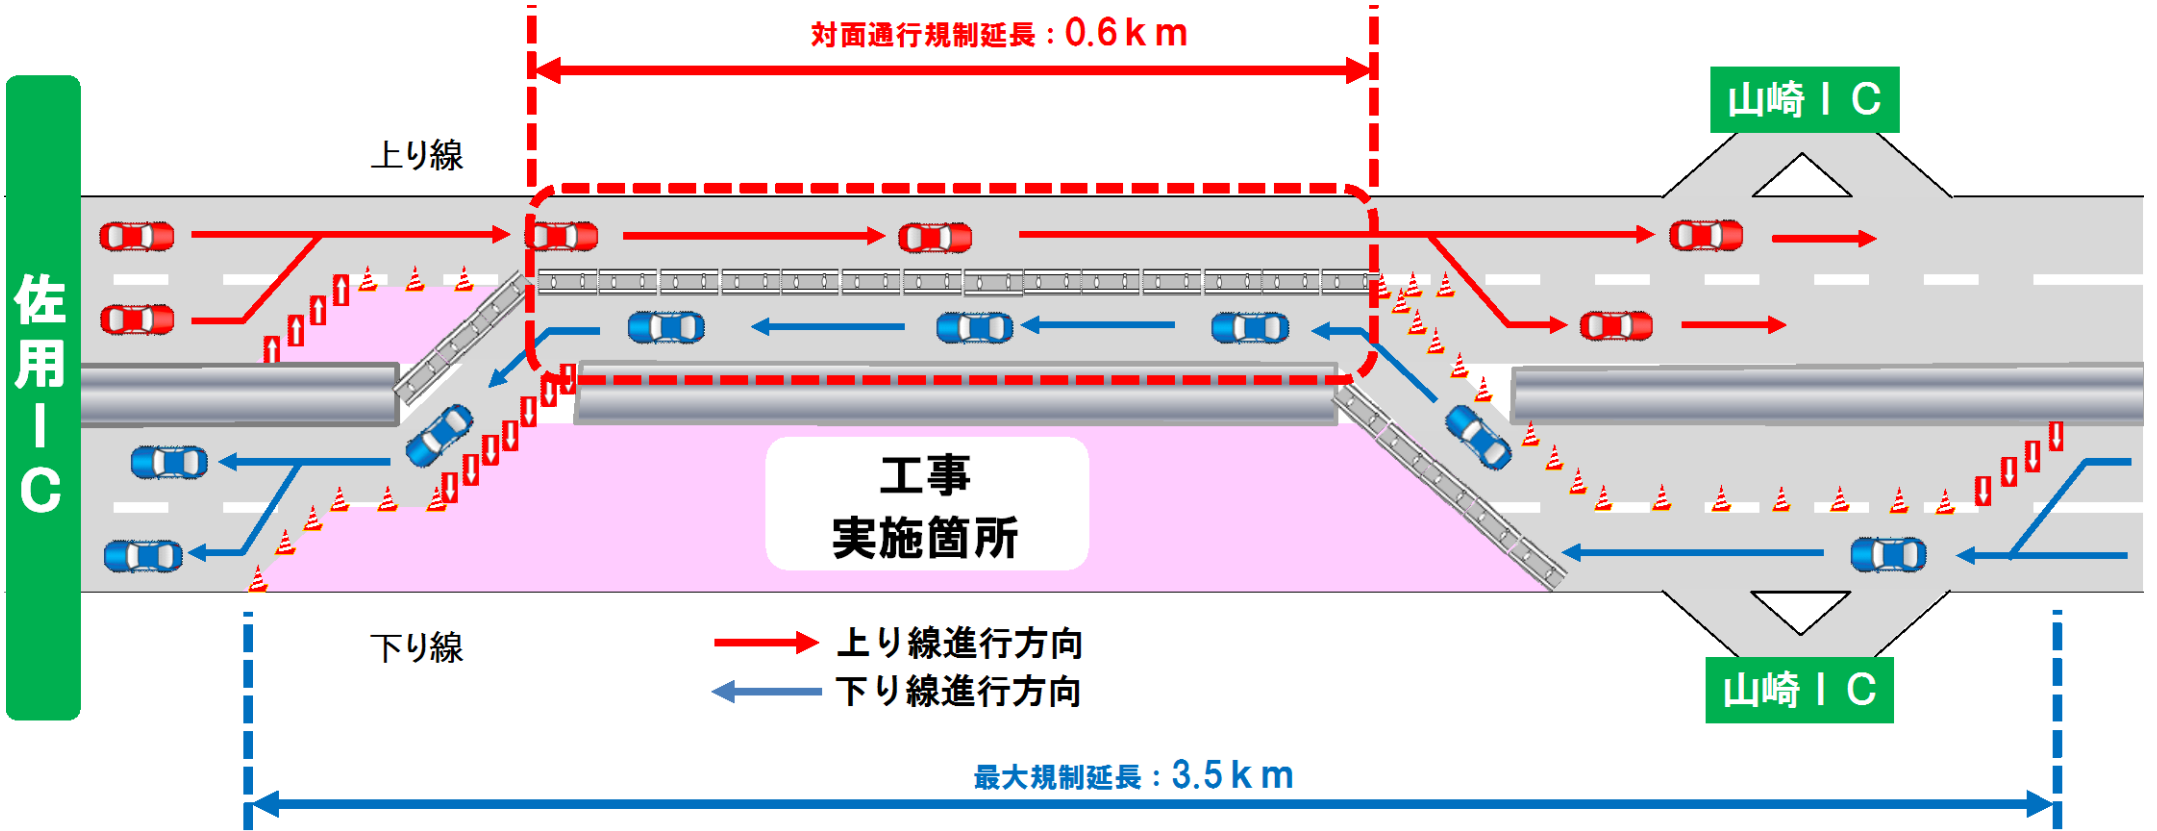 対面通行規制延長：0.6ｋｍ
山崎ＩＣ
上り線
佐用ＩＣ
工事
実施箇所
下り線
上り線進行方向
下り線進行方向
山崎ＩＣ
最大規制延長：3.5ｋｍ